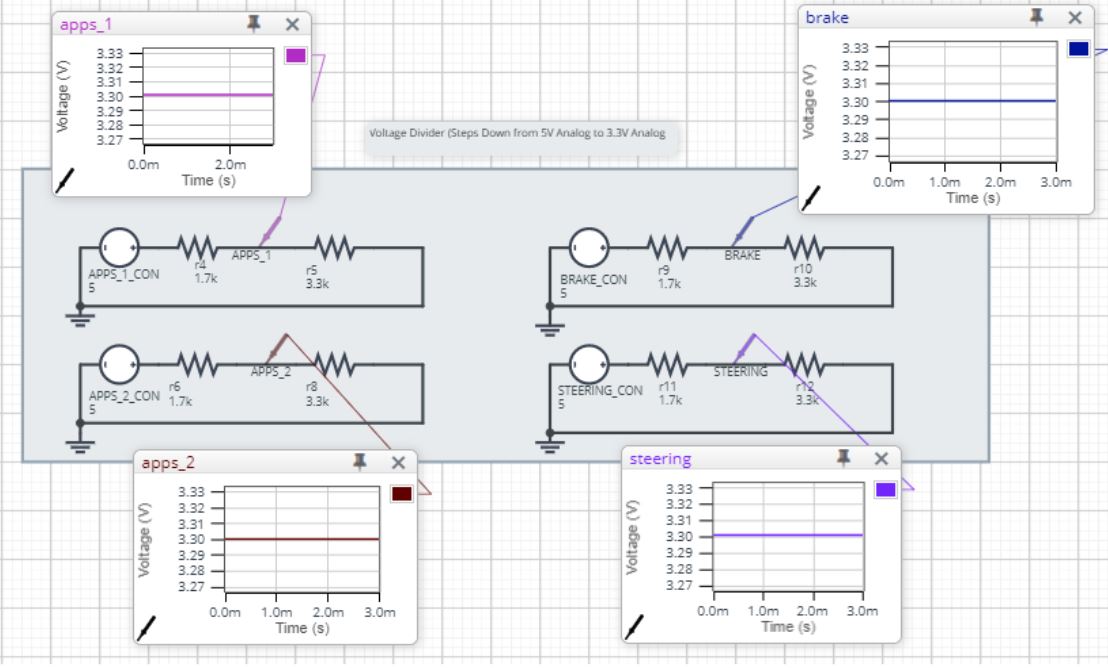 apps_1
3.33
3.32
3.31
3.30
3.29
3.28
3.27
Voltage (V)
0.0m 2.0m
Time (s)
brake
3.33
3.32
3.31
3.30
3.29
3.28
3.27
Voltage (V)
0.0m 1.0m 2.0m 3.0m
Time (s)
Voltage Divider (Steps Down from 5V Analog to 3.3V Analog
APPS_1_CON
5
r4
1.7k
APPS_1
r5
3.3k
BRAKE_CON
5
r9
1.7k
BRAKE
r10
3.3k
APPS_2_CON
5
r6
1.7k
APPS_2
r8
3.3k
STEERING_CON
5
r11
1.7k
STEERING
r12
3.3k
apps_2
3.33
3.32
3.31
3.30
3.29
3.28
3.27
Voltage (V)
0.0m 1.0m 2.0m 3.0m
Time (s)
steering
3.33
3.32
3.31
3.30
3.29
3.28
3.27
Voltage (V)
0.0m 1.0m 2.0m 3.0m
Time (s)